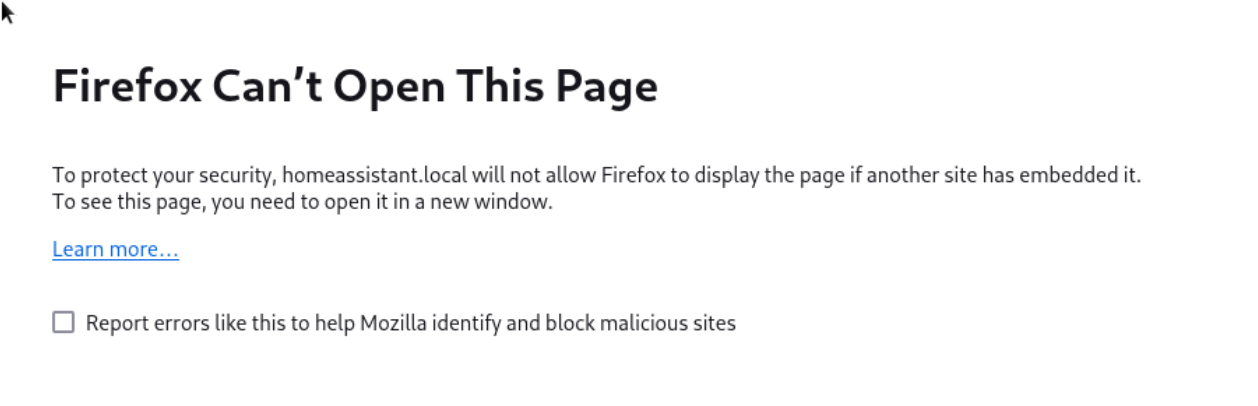 Firefox Can’t Open This Page
To protect your security, homeassistant.local will not allow Firefox to display the page if another site has embedded it.
To see this page, you need to open it in a new window.
Learn more…
Report errors like this to help Mozilla identify and block malicious sites